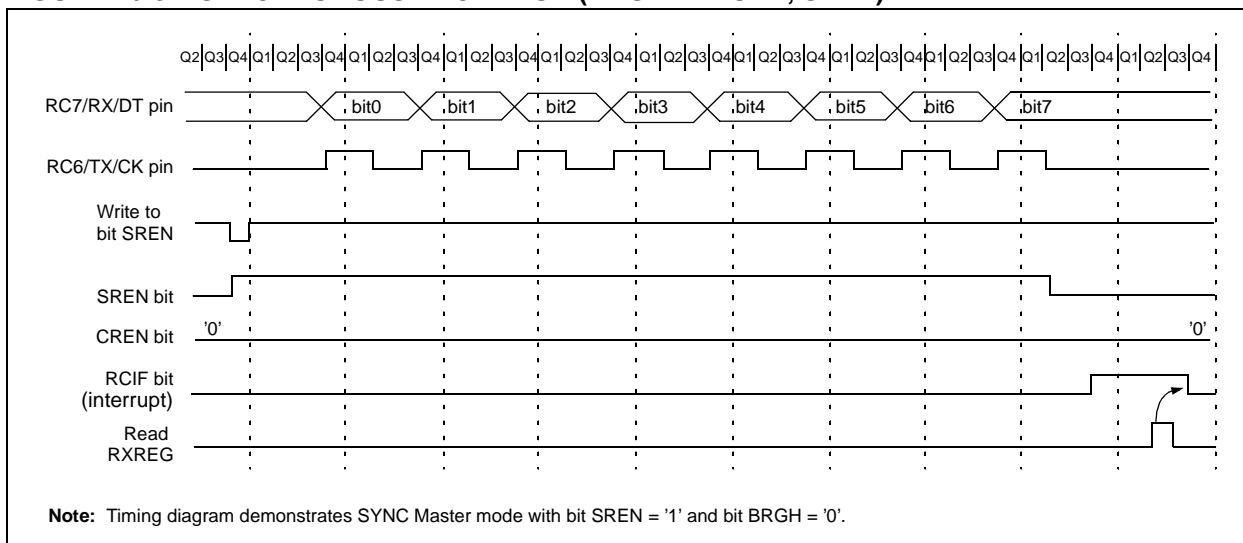 Q2|Q3|Q4|Q1|Q2|Q3|Q4|Q1|Q2|Q3|Q4|Q1|Q2|Q3|Q4|Q1|Q2|Q3|Q4|Q1|Q2|Q3|Q4|Q1|Q2|Q3|Q4|Q1|Q2|Q3|Q4|Q1|Q2|Q3|Q4|Q1|Q2|Q3|Q4|Q1|Q2|Q3|Q4
RC7/RX/DT pin bit0 bit1 bit2 bit3 bit4 bit5 bit6 bit7
RC6/TX/CK pin
Write to
bit SREN
SREN bit
CREN bit '0' '0'
RCIF bit
(interrupt)
Read
RXREG
Note: Timing diagram demonstrates SYNC Master mode with bit SREN = '1' and bit BRGH = '0'.